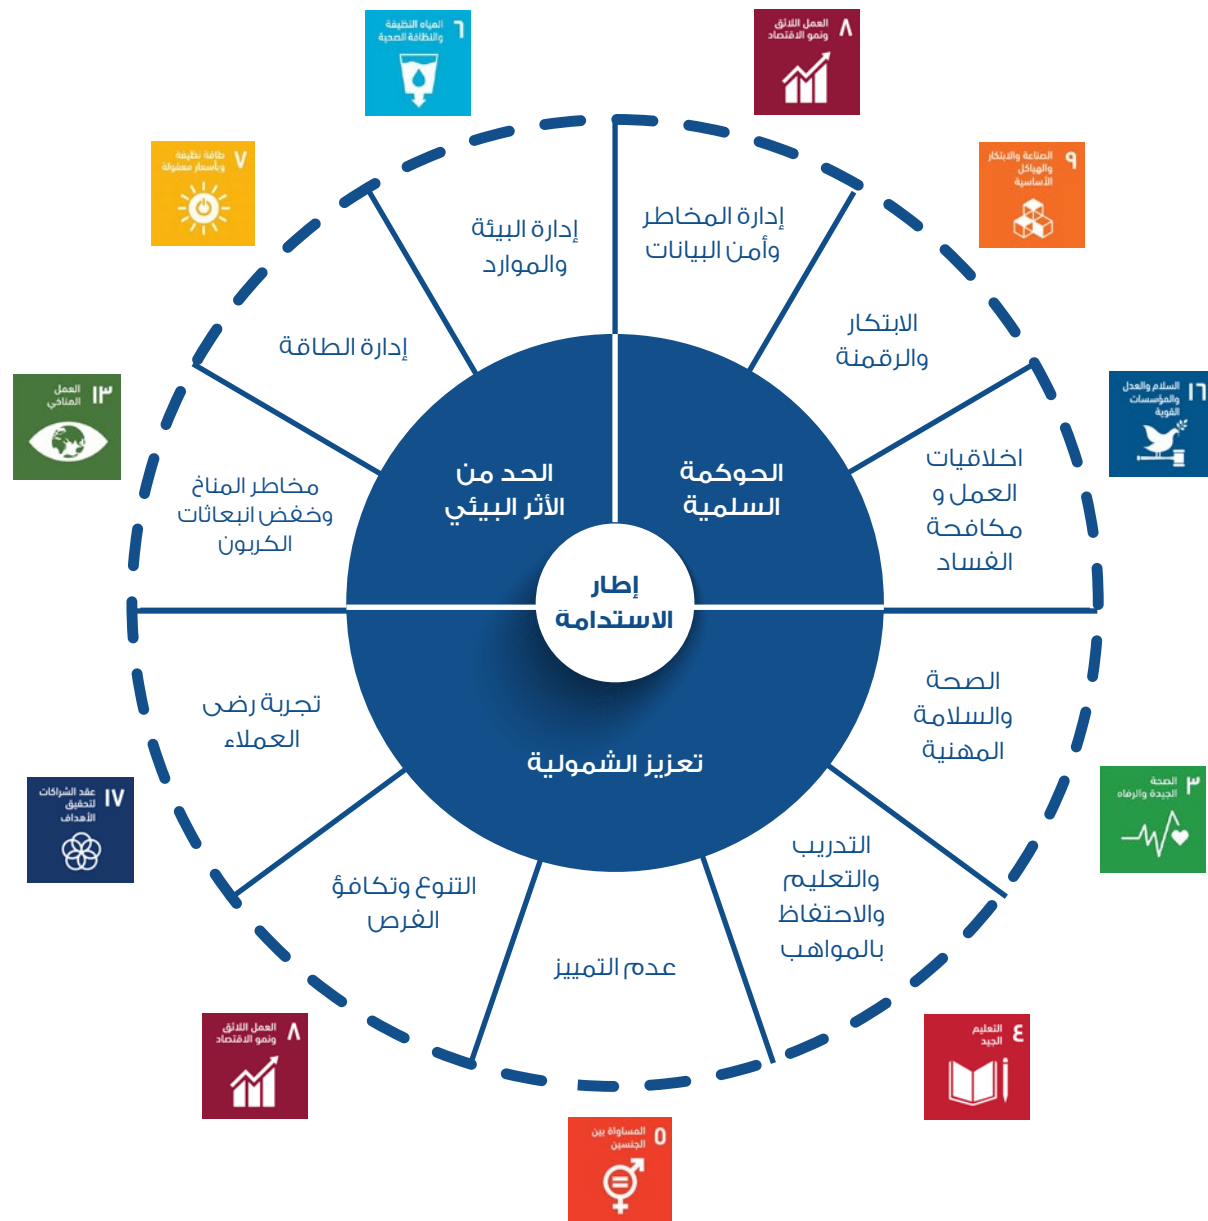 ٦ المياه النظيفة
والنظافة الصحية
٨ العمل اللائق
ونمو الاقتصاد
٧ طاقة نظيفة
وبأسعار معقولة
٩ الصناعة والابتكار
والهياكل
الأساسية
١٣ العمل
المناخي
١٦ السلام والعدل
والمؤسسات
القوية
إدارة المخاطر
وأمن البيانات
الابتكار
والرقمنة
اخلاقيات
العمل و
مكافحة
الفساد
إدارة البيئة
والموارد
إدارة الطاقة
مخاطر المناخ
وخفض انبعاثات
الكربون
الحوكمة
السلمية
الحد من
الأثر البيئي
إطار
الاستدامة
تعزيز الشمولية
الصحة
والسلامة
المهنية
التدريب
والتعليم
والاحتفاظ
بالمواهب
عدم التمييز
التنوع وتكافؤ
الفرص
تجربة رضى
العملاء
٣ الصحة
الجيدة والرفاه
١٧ عقد الشراكات
لتحقيق
الأهداف
٤ التعليم
الجيد
٨ العمل اللائق
ونمو الاقتصاد
٥ المساواة بين
الجنسين